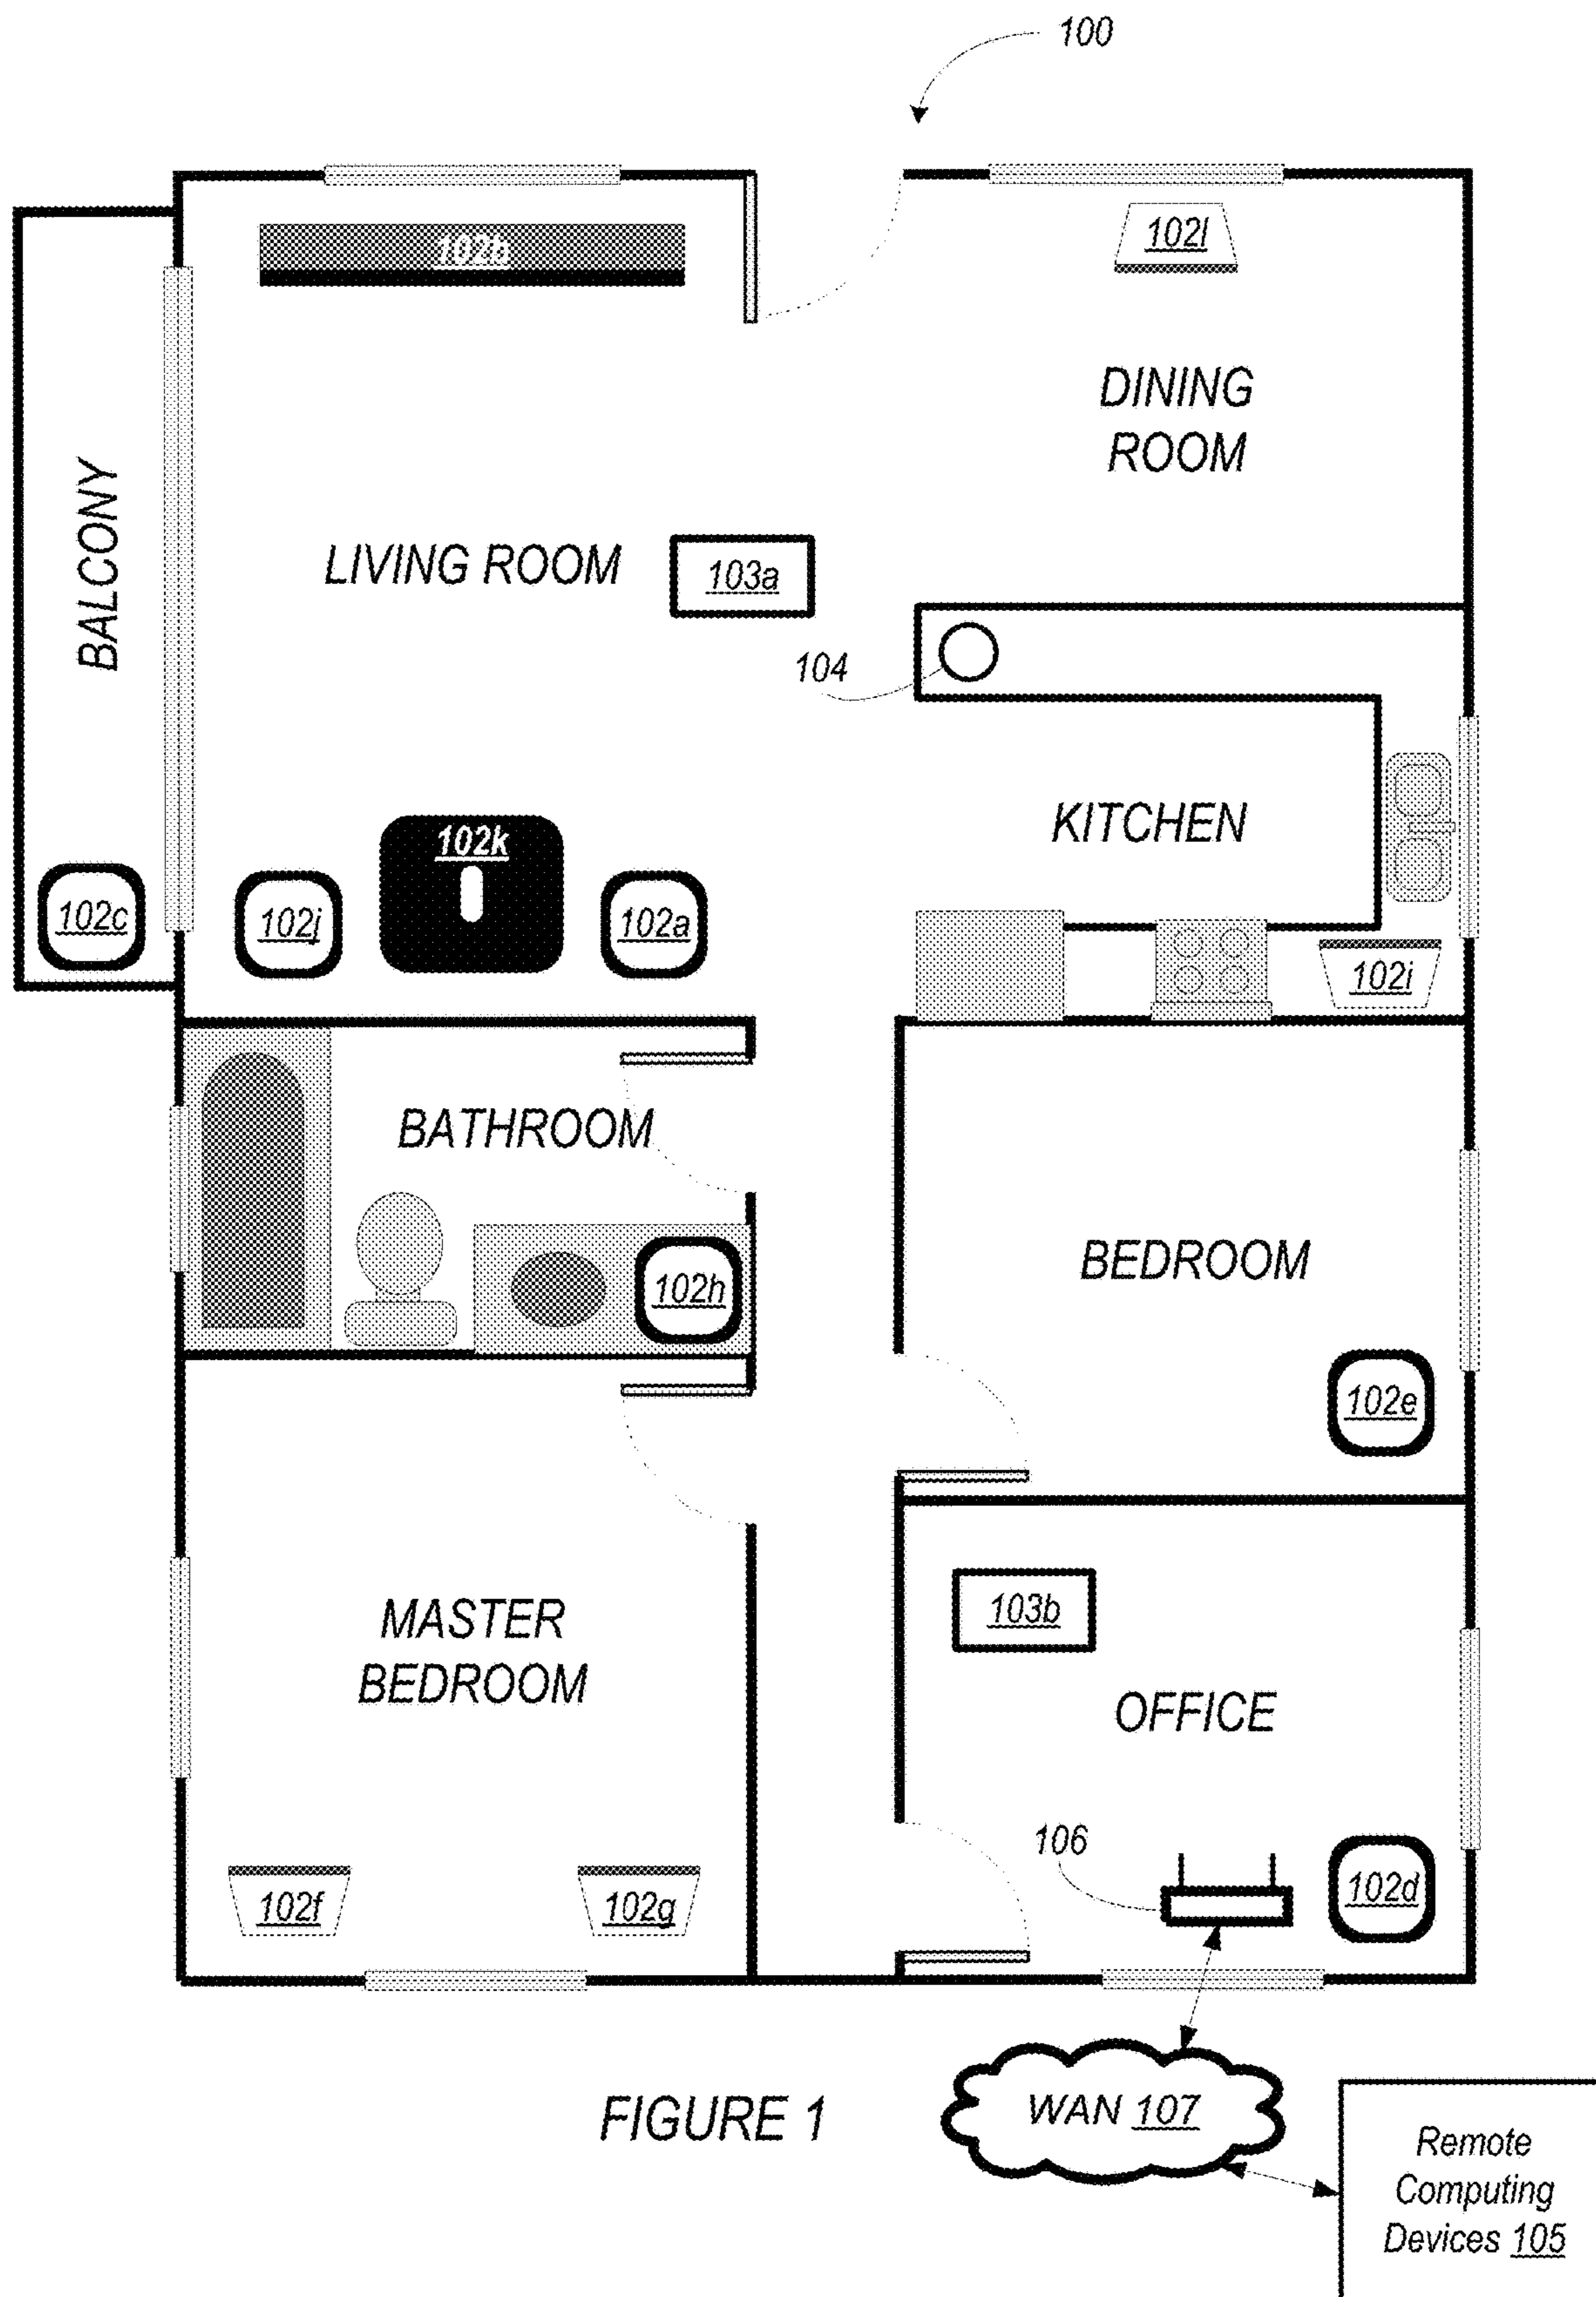 100
102b
102l
DINING
ROOM
BALCONY
LIVING ROOM
103a
104
KITCHEN
102k
102c
102j
102a
102i
BATHROOM
102h
BEDROOM
102e
MASTER
BEDROOM
103b
OFFICE
106
102f
102g
102d
FIGURE 1
WAN 107
Remote
Computing
Devices 105